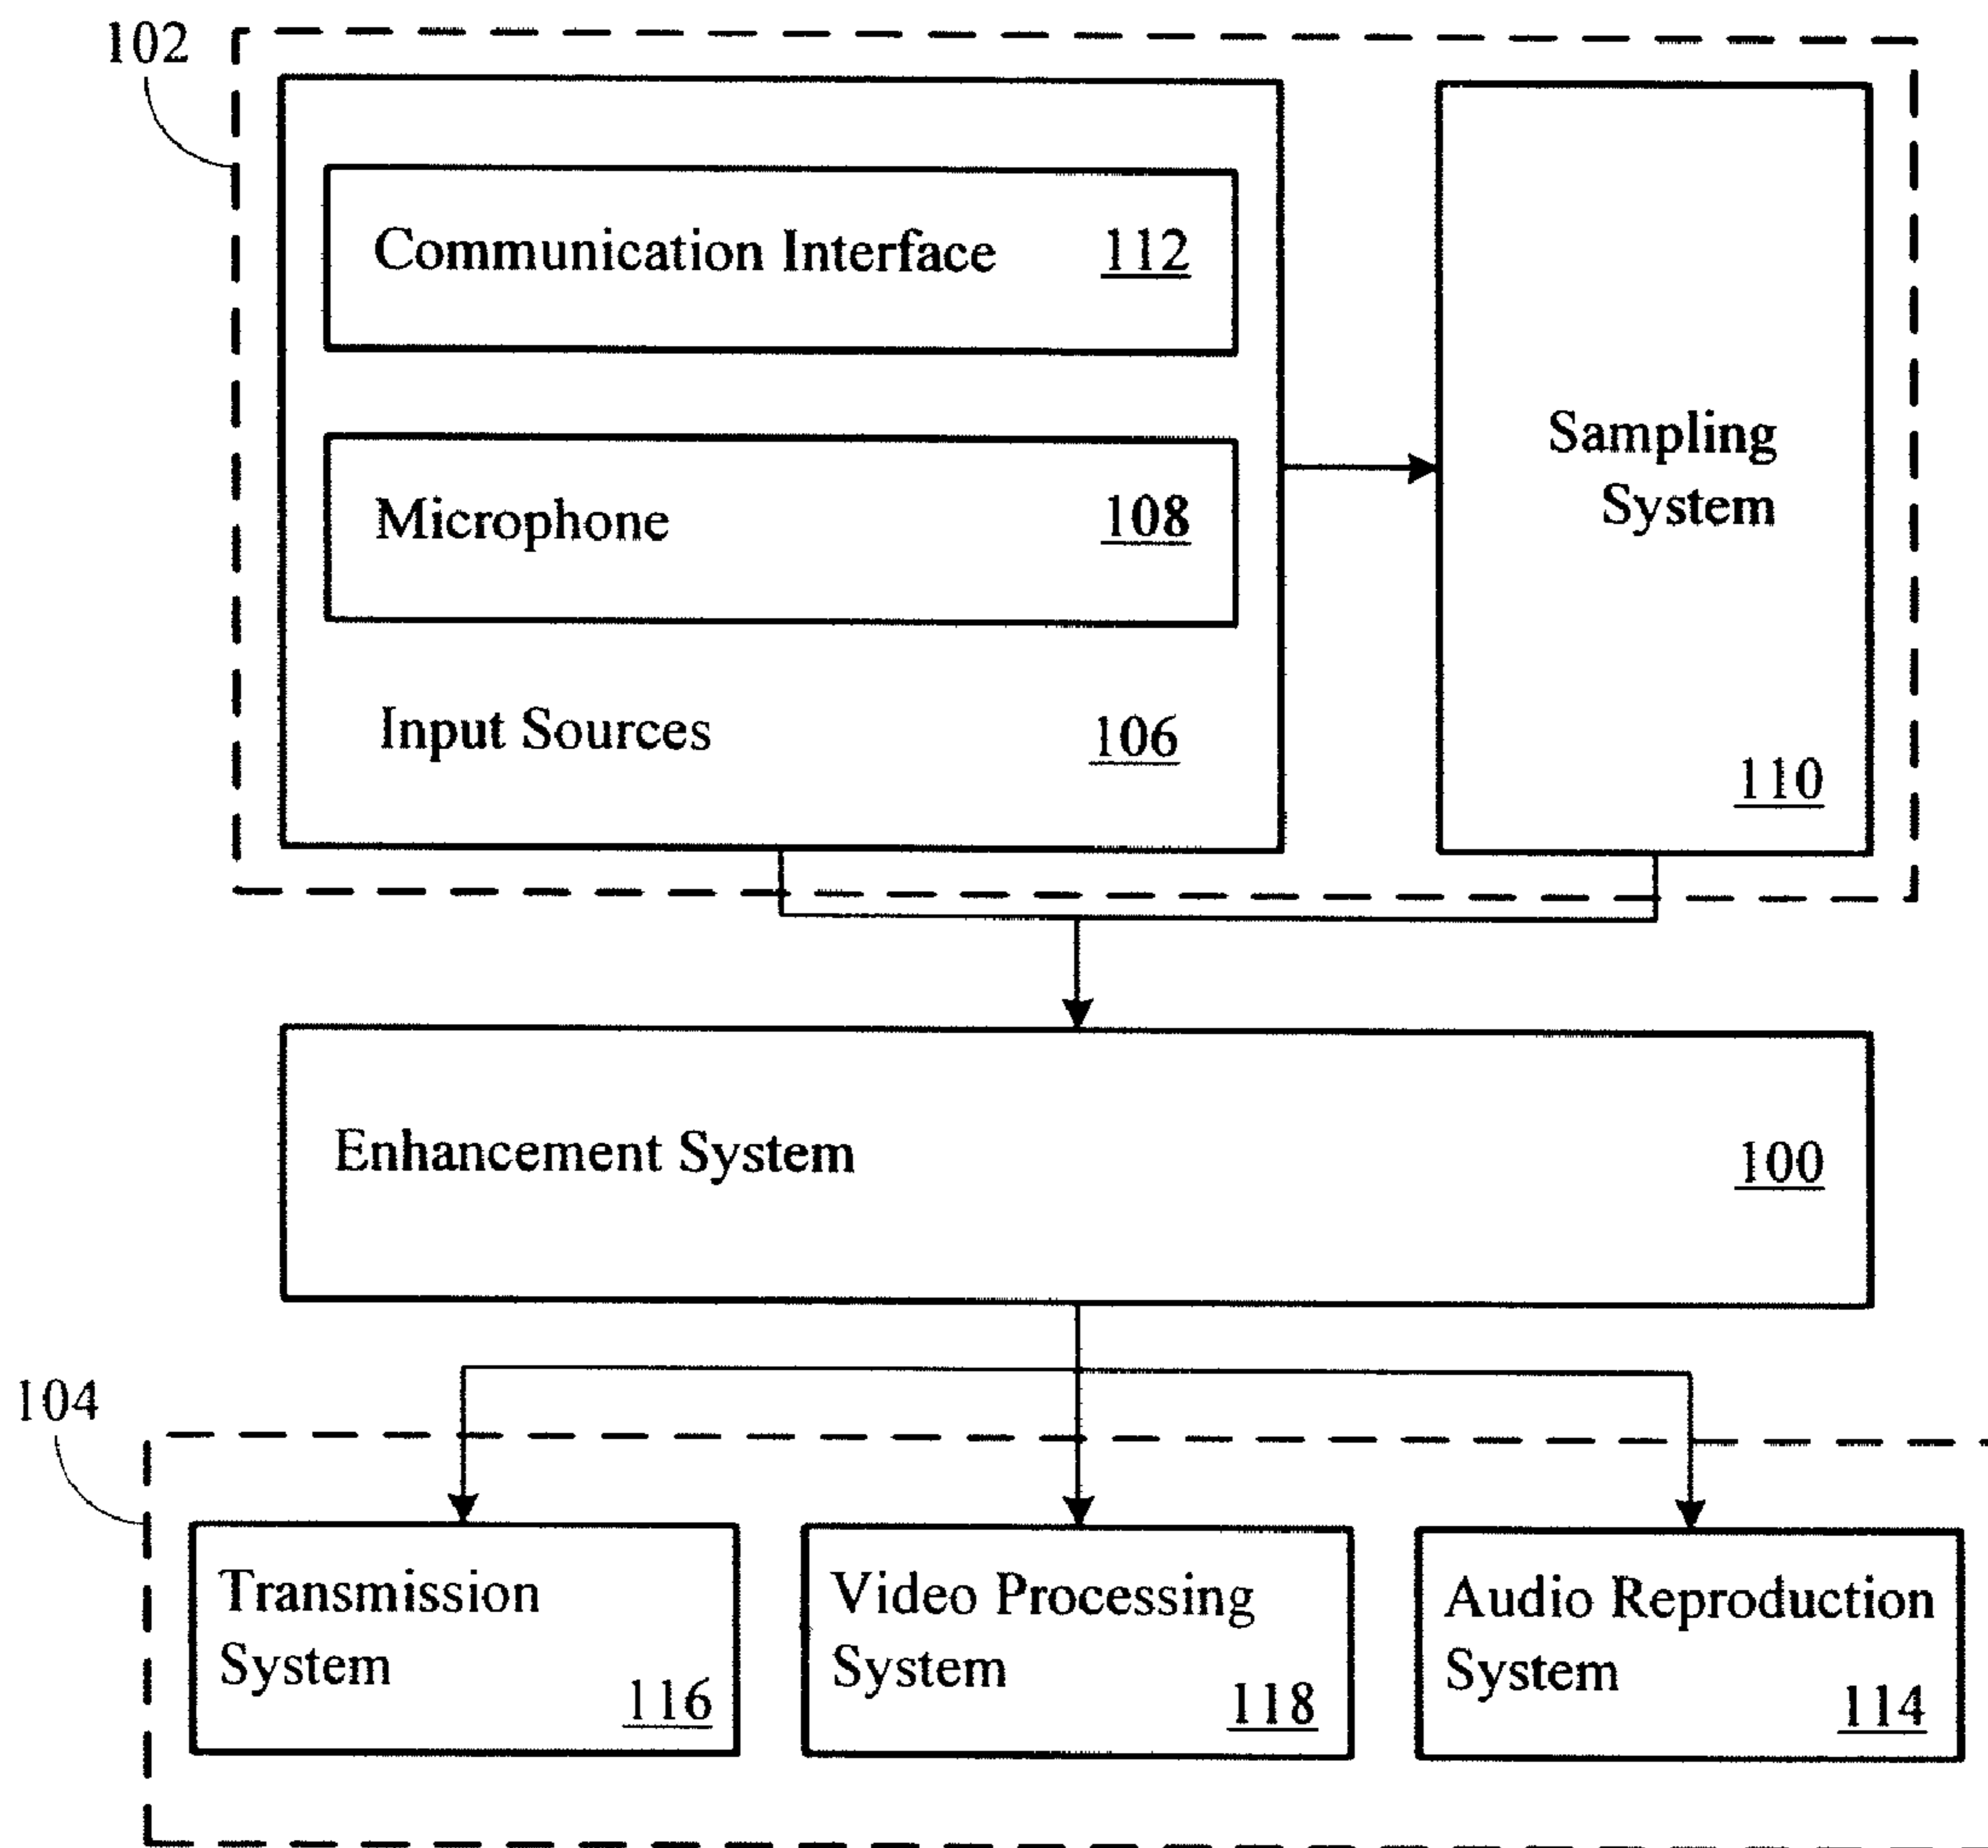 102
Communication Interface 112
Microphone 108
Input Sources 106
Sampling
System
110
Enhancement System 100
104
Transmission
System
116
Video Processing
System
118
Audio Reproduction
System
114